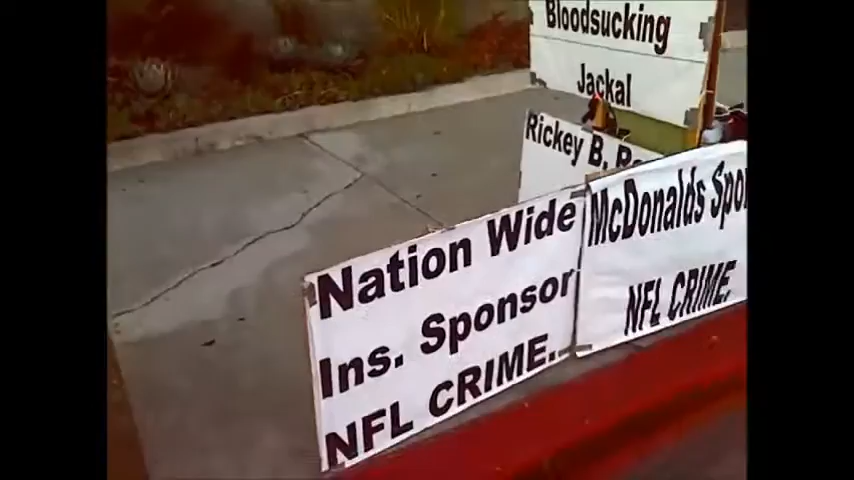 Bloodsucking
Jackal
Rickey B.
Nation Wide
Ins. Sponsor
NFL CRIME.
McDonalds
NFL CRIME.